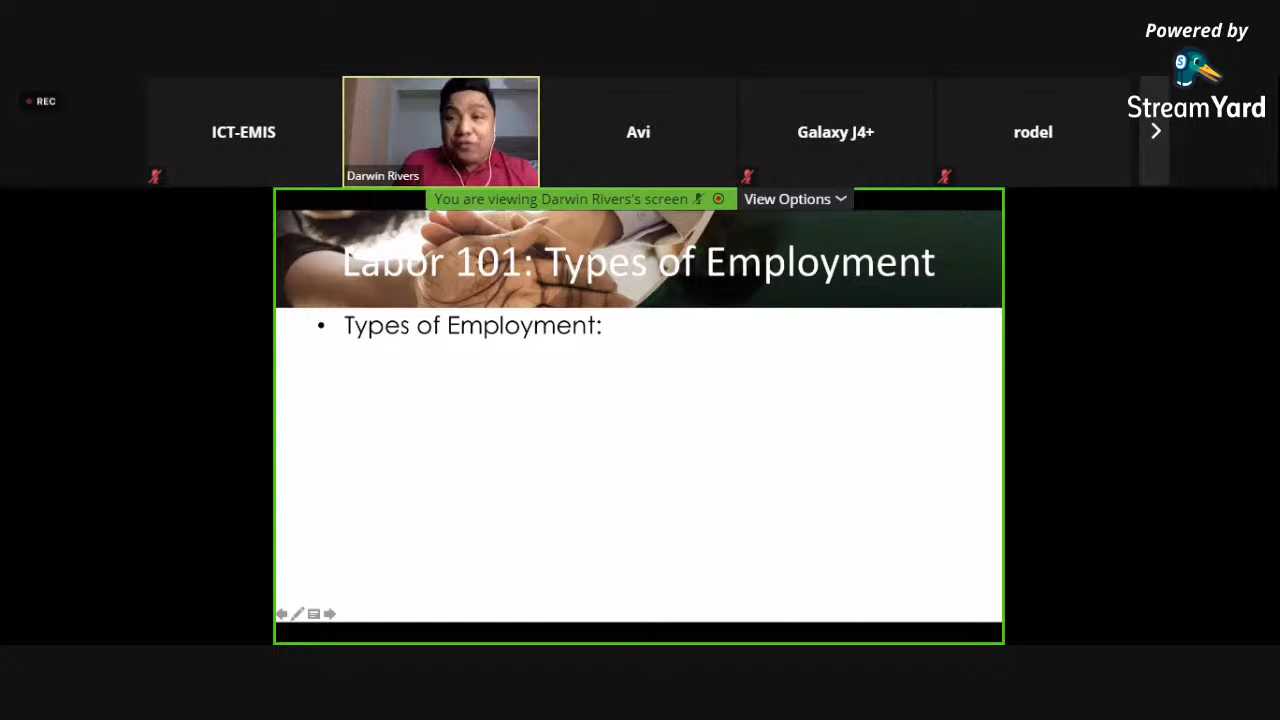 Powered by
StreamYard
REC
ICT-EMIS
Darwin Rivers
Avi
Galaxy J4+
rodel
You are viewing Darwin Rivers's screen
View Options
Labor 101: Types of Employment
• Types of Employment: